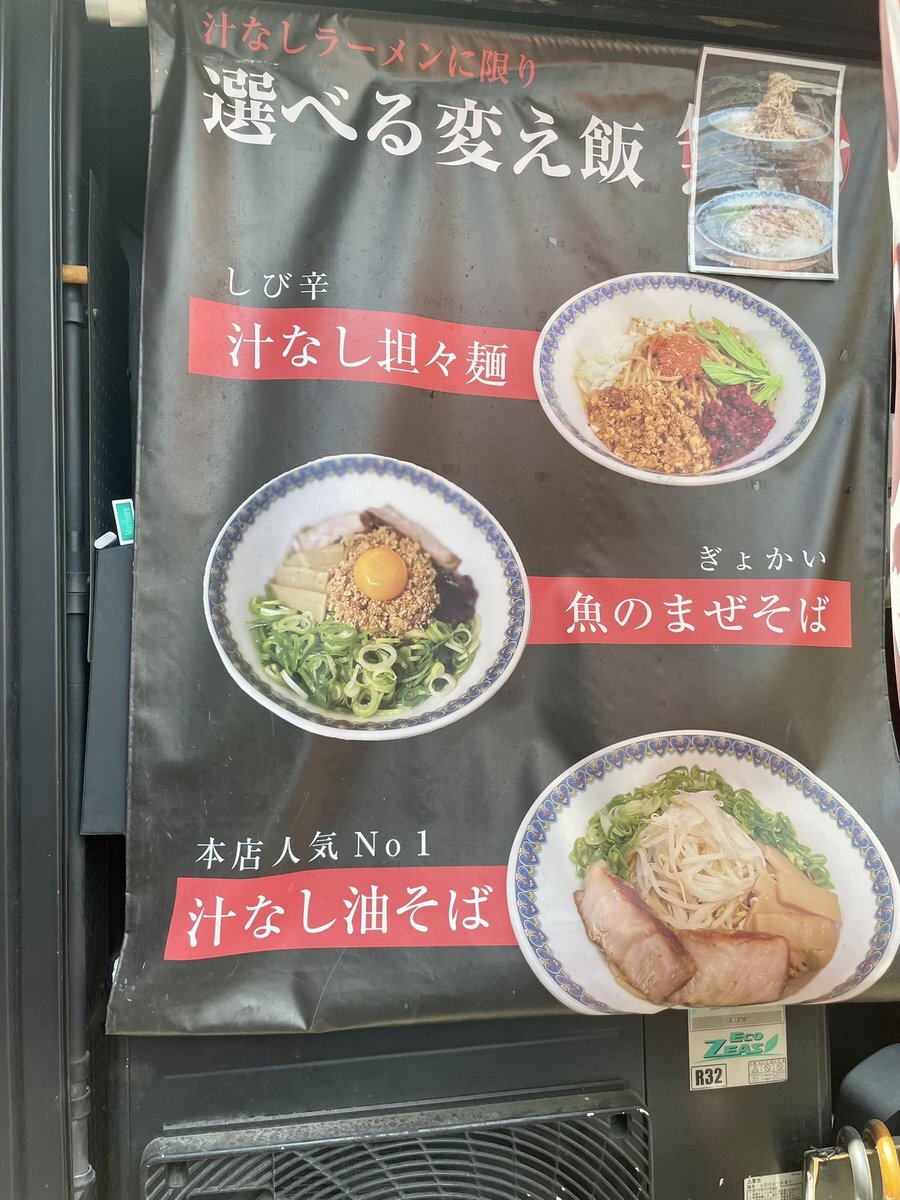 汁なしラーメンに限り
選べる変え飯
しび辛
汁なし担々麺
ぎょかい
魚のまぜそば
本店人気No1
汁なし油そば
skyair
ECO
ZEAS
R32